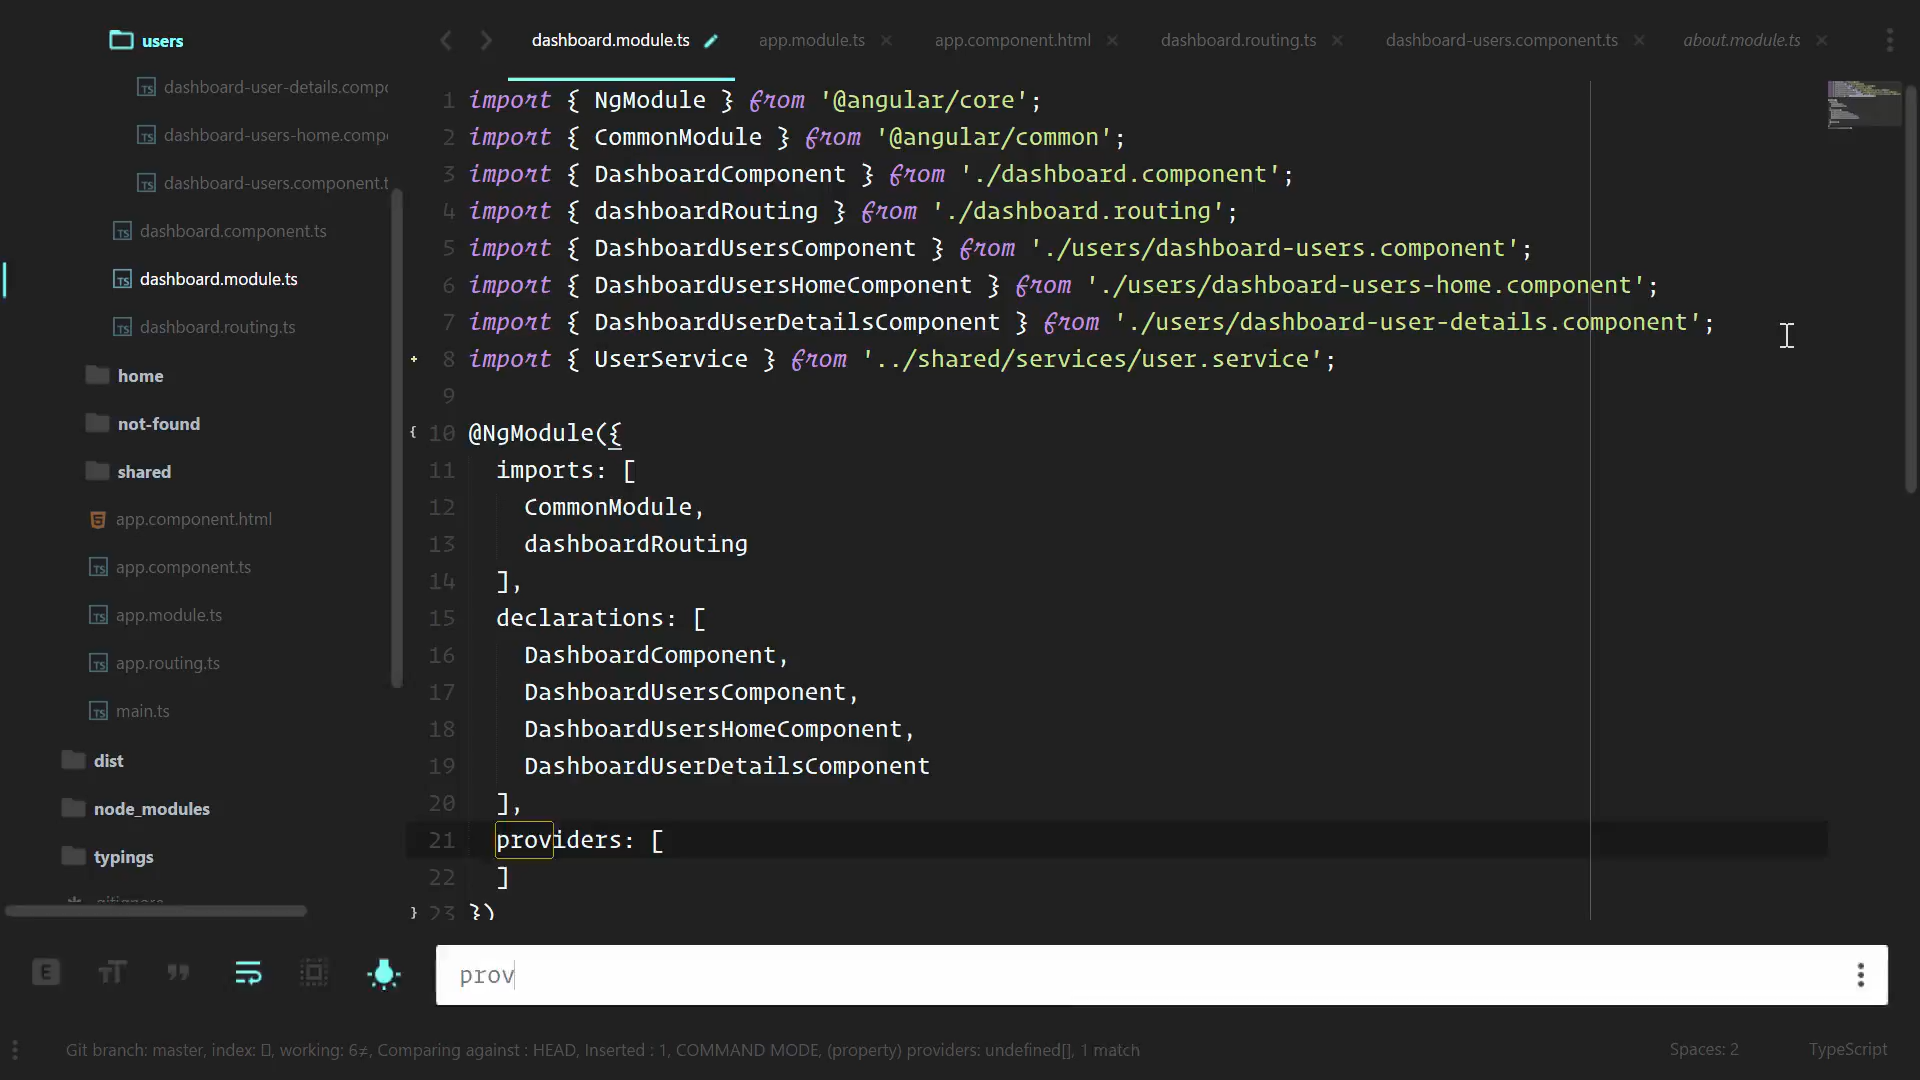 users
dashboard-user-details.compo
dashboard-users-home.compo
dashboard-users.component.t
dashboard.component.ts
dashboard.module.ts
dashboard.routing.ts
home
not-found
shared
app.component.html
app.component.ts
app.module.ts
app.routing.ts
main.ts
dist
node_modules
typings
.gitignore
dashboard.module.ts app.module.ts app.component.html dashboard.routing.ts dashboard-users.component.ts about.module.ts
1 import { NgModule } from '@angular/core';
2 import { CommonModule } from '@angular/common';
3 import { DashboardComponent } from './dashboard.component';
4 import { dashboardRouting } from './dashboard.routing';
5 import { DashboardUsersComponent } from './users/dashboard-users.component';
6 import { DashboardUsersHomeComponent } from './users/dashboard-users-home.component';
7 import { DashboardUserDetailsComponent } from './users/dashboard-user-details.component';
8 import { UserService } from '../shared/services/user.service';
9
10 @NgModule({
11 imports: [
12 CommonModule,
13 dashboardRouting
14 ],
15 declarations: [
16 DashboardComponent,
17 DashboardUsersComponent,
18 DashboardUsersHomeComponent,
19 DashboardUserDetailsComponent
20 ],
21 providers: [
22 ]
23 })
prov
Git branch: master, index: ▯, working: 6≠, Comparing against : HEAD, Inserted : 1, COMMAND MODE, (property) providers: undefined[], 1 match
Spaces: 2 TypeScript